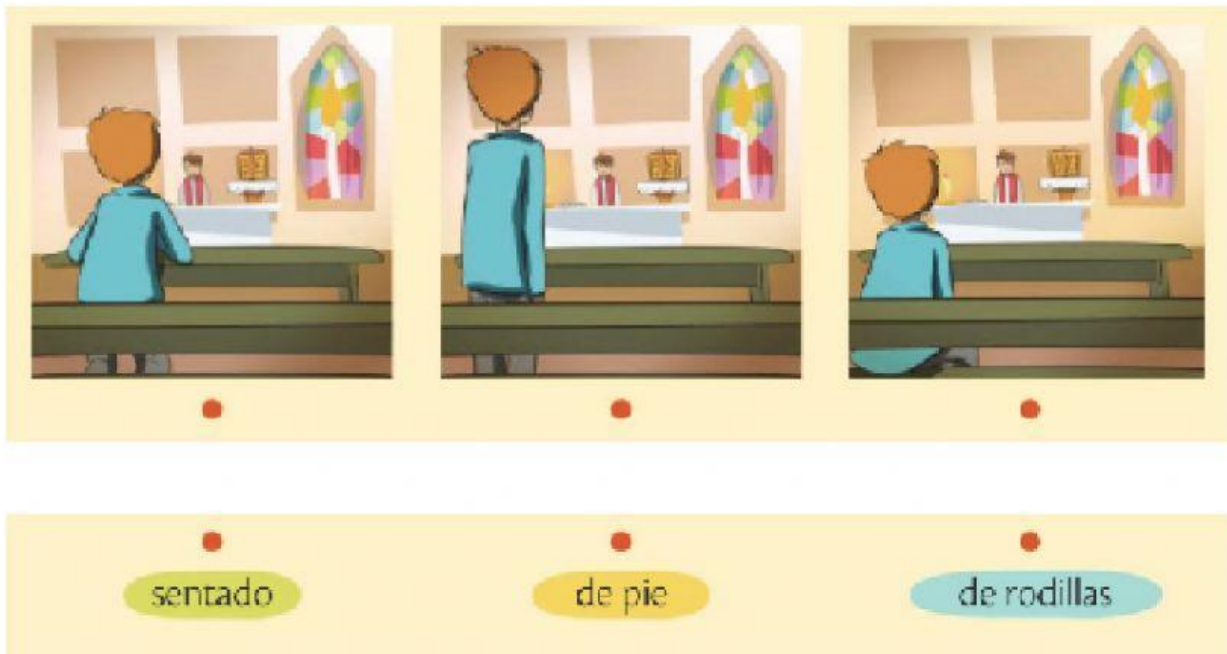 sentado
de pie
de rodillas